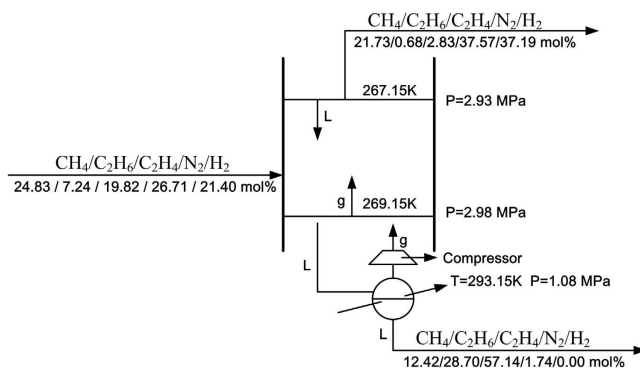 CH₄/C₂H₆/C₂H₄/N₂/H₂
21.73/0.68/2.83/37.57/37.19 mol%
267.15K
P=2.93 MPa
L
CH₄/C₂H₆/C₂H₄/N₂/H₂
24.83 / 7.24 / 19.82 / 26.71 / 21.40 mol%
g
269.15K
P=2.98 MPa
g
L
Compressor
T=293.15K P=1.08 MPa
L
CH₄/C₂H₆/C₂H₄/N₂/H₂
12.42/28.70/57.14/1.74/0.00 mol%